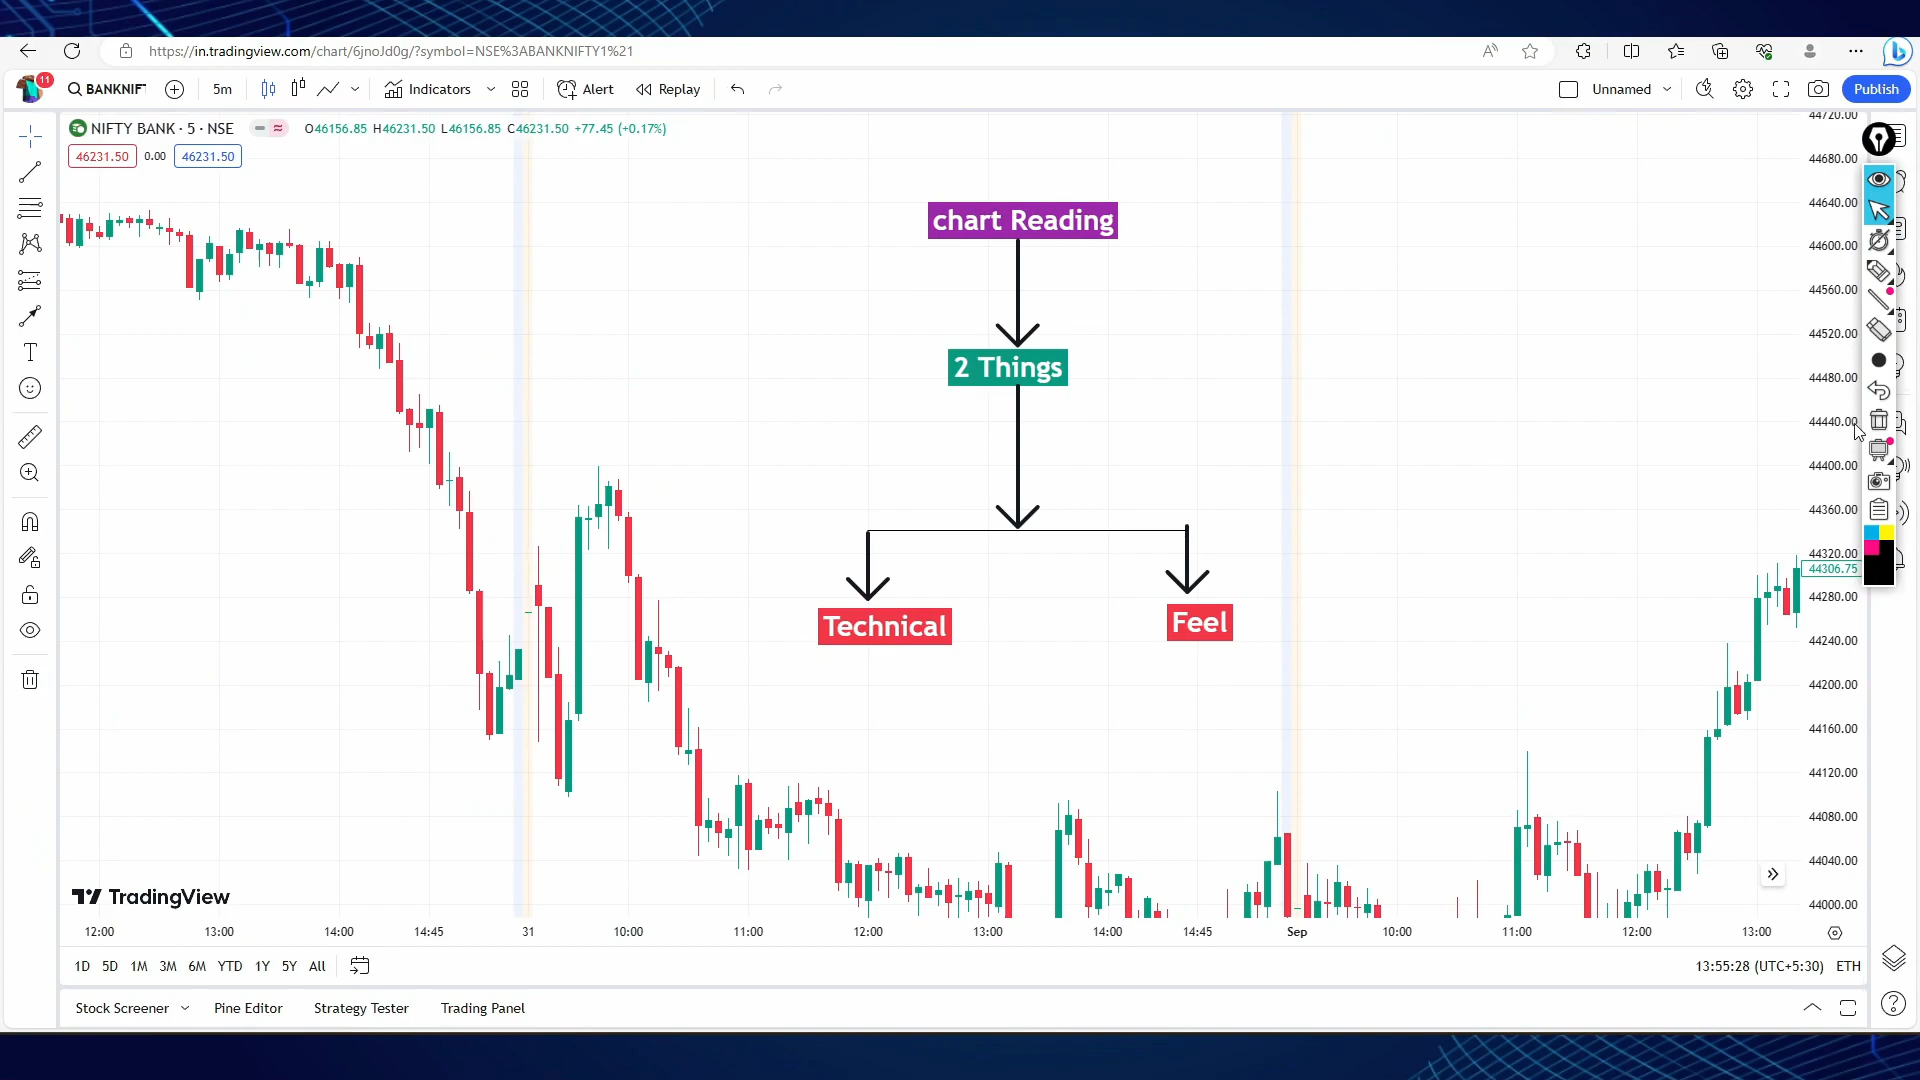 https://in.tradingview.com/chart/6jnoJd0g/?symbol=NSE%3ABANKNIFTY1%21
11
BANKNIF
5m
Indicators
Alert
Replay
Unnamed
Publish
NIFTY BANK · 5 · NSE
O46156.85 H46231.50 L46156.85 C46231.50 +77.45 (+0.17%)
46231.50 0.00 46231.50
chart Reading
2 Things
Technical
Feel
44720.00
44680.00
44640.00
44600.00
44560.00
44520.00
44480.00
44440.00
44400.00
44360.00
44320.00
44306.75
44280.00
44240.00
44200.00
44160.00
44120.00
44080.00
44040.00
44000.00
TradingView
12:00 13:00 14:00 14:45 31 10:00 11:00 12:00 13:00 14:00 14:45 Sep 10:00 11:00 12:00 13:00
1D 5D 1M 3M 6M YTD 1Y 5Y All
13:55:28 (UTC+5:30) ETH
Stock Screener Pine Editor Strategy Tester Trading Panel